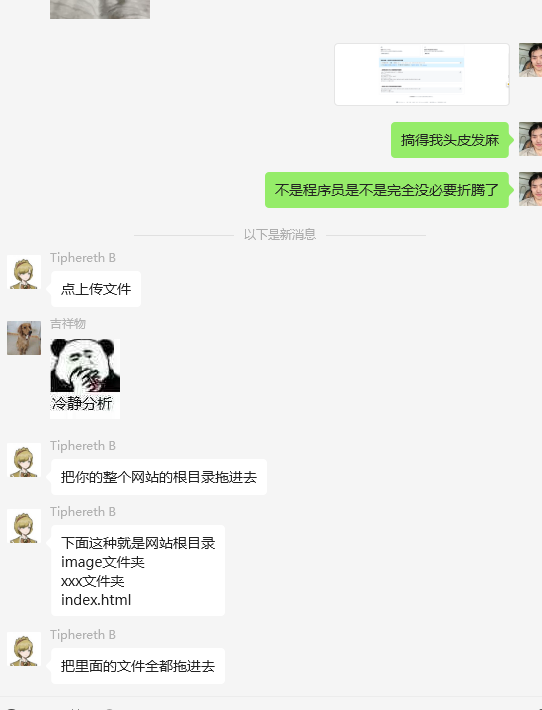 搞得我头皮发麻
不是程序员是不是完全没必要折腾了
以下是新消息
Tiphereth B
点上传文件
吉祥物
冷静分析
Tiphereth B
把你的整个网站的根目录拖进去
Tiphereth B
下面这种就是网站根目录
image文件夹
xxx文件夹
index.html
Tiphereth B
把里面的文件全都拖进去